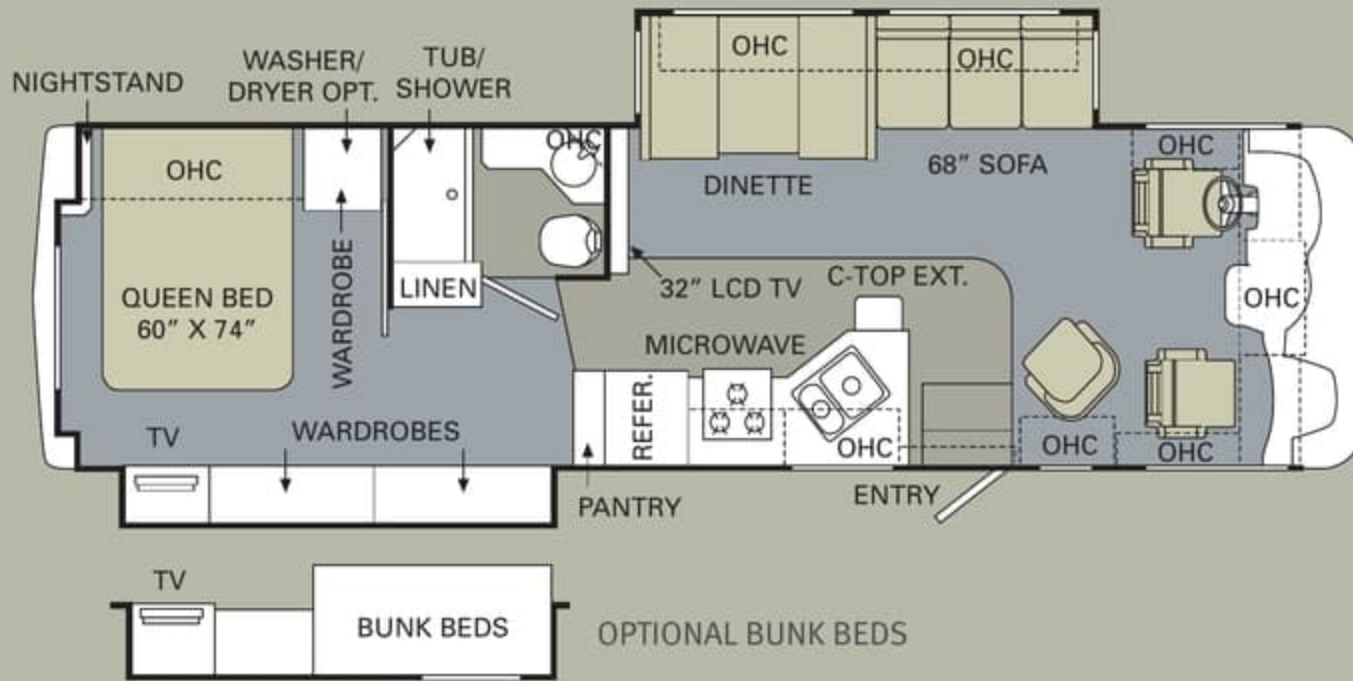 NIGHTSTAND
WASHER/
DRYER OPT.
TUB/
SHOWER
OHC
OHC
OHC
OHC
OHC
68” SOFA
DINETTE
WARDROBE
LINEN
32” LCD TV
C-TOP EXT.
OHC
QUEEN BED
60” X 74”
MICROWAVE
REFER.
TV
WARDROBES
OHC
OHC
OHC
PANTRY
ENTRY
TV
BUNK BEDS
OPTIONAL BUNK BEDS